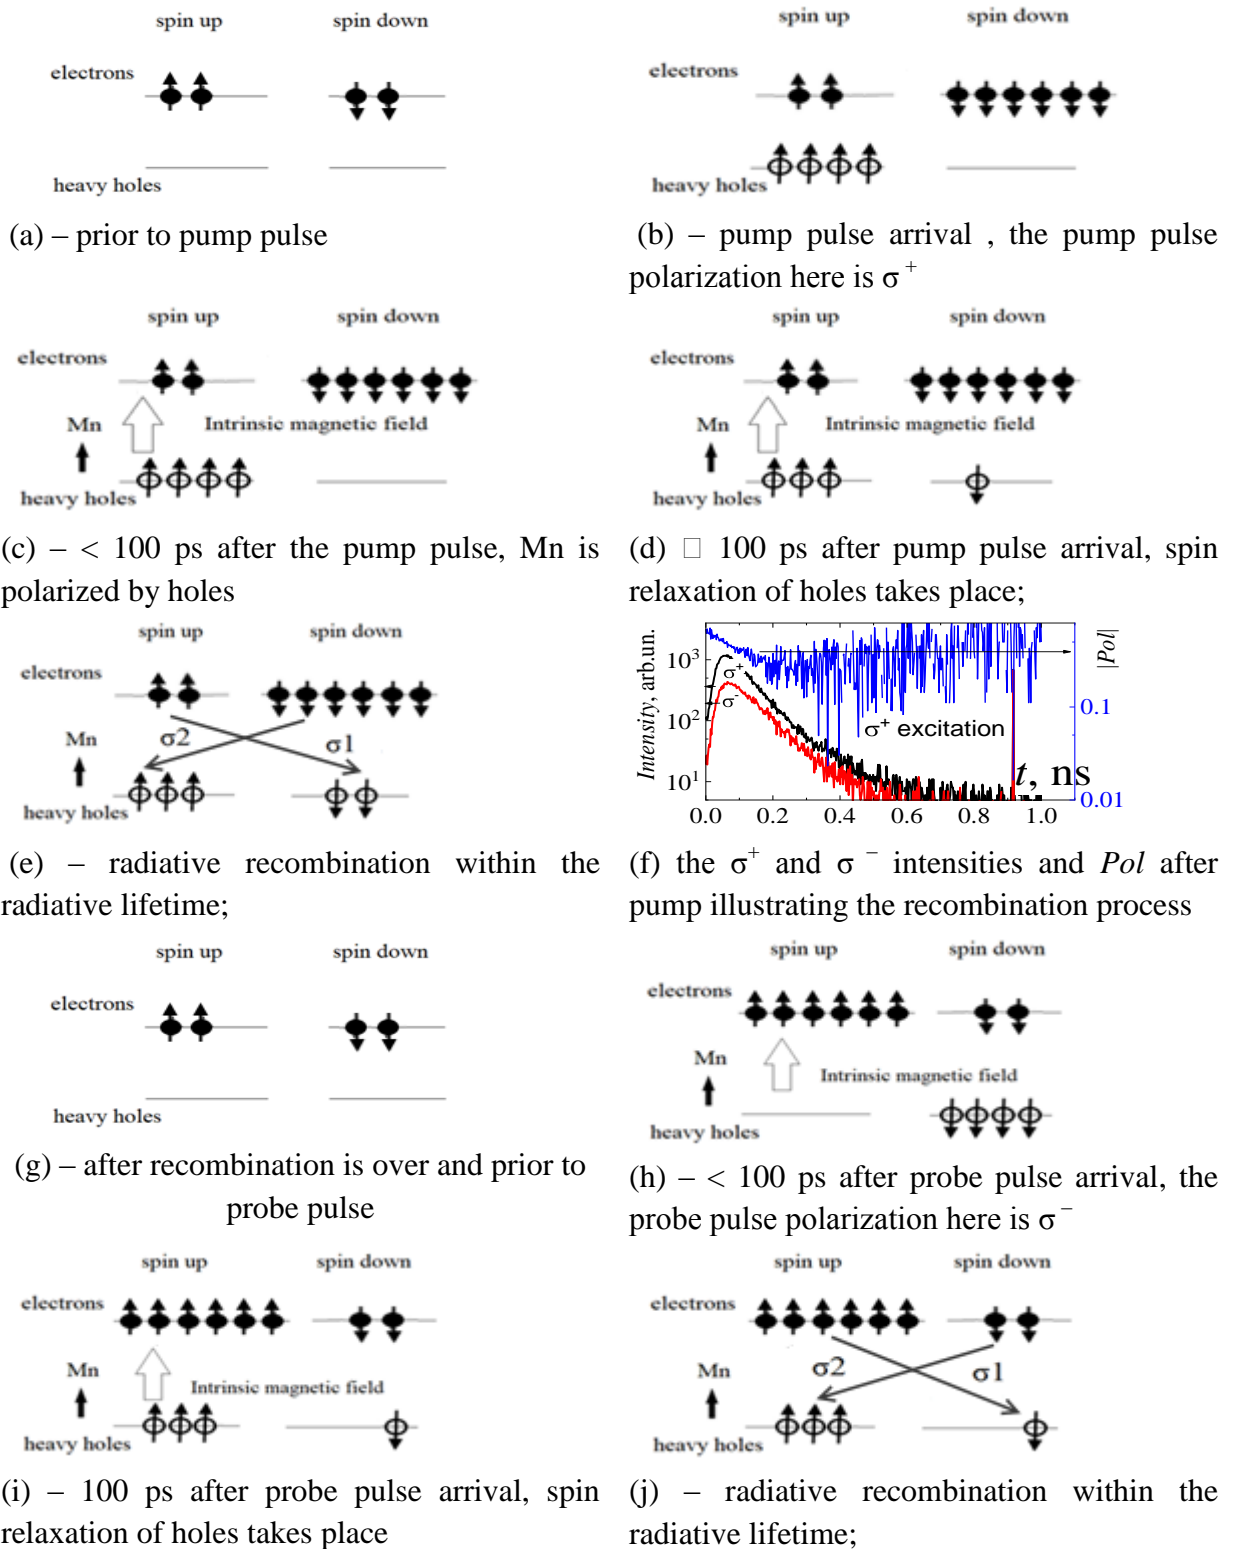 spin up spin down
electrons
heavy holes
(a) – prior to pump pulse
spin up spin down
electrons
heavy holes
(b) – pump pulse arrival , the pump pulse
polarization here is σ +
spin up spin down
electrons
Mn Intrinsic magnetic field
heavy holes
(c) – < 100 ps after the pump pulse, Mn is
polarized by holes
spin up spin down
electrons
Mn Intrinsic magnetic field
heavy holes
(d) □ 100 ps after pump pulse arrival, spin
relaxation of holes takes place;
spin up spin down
electrons
Mn σ2 σ1
heavy holes
(e) – radiative recombination within the
radiative lifetime;
Intensity, arb.un.
10³
10²
10¹
σ+
σ-
σ+ excitation
t, ns
|Pol|
0.1
0.01
0.0 0.2 0.4 0.6 0.8 1.0
(f) the σ+ and σ – intensities and Pol after
pump illustrating the recombination process
spin up spin down
electrons
heavy holes
(g) – after recombination is over and prior to
probe pulse
spin up spin down
electrons
Mn Intrinsic magnetic field
heavy holes
(h) – < 100 ps after probe pulse arrival, the
probe pulse polarization here is σ –
spin up spin down
electrons
Mn Intrinsic magnetic field
heavy holes
(i) – 100 ps after probe pulse arrival, spin
relaxation of holes takes place
spin up spin down
electrons
Mn σ2 σ1
heavy holes
(j) – radiative recombination within the
radiative lifetime;